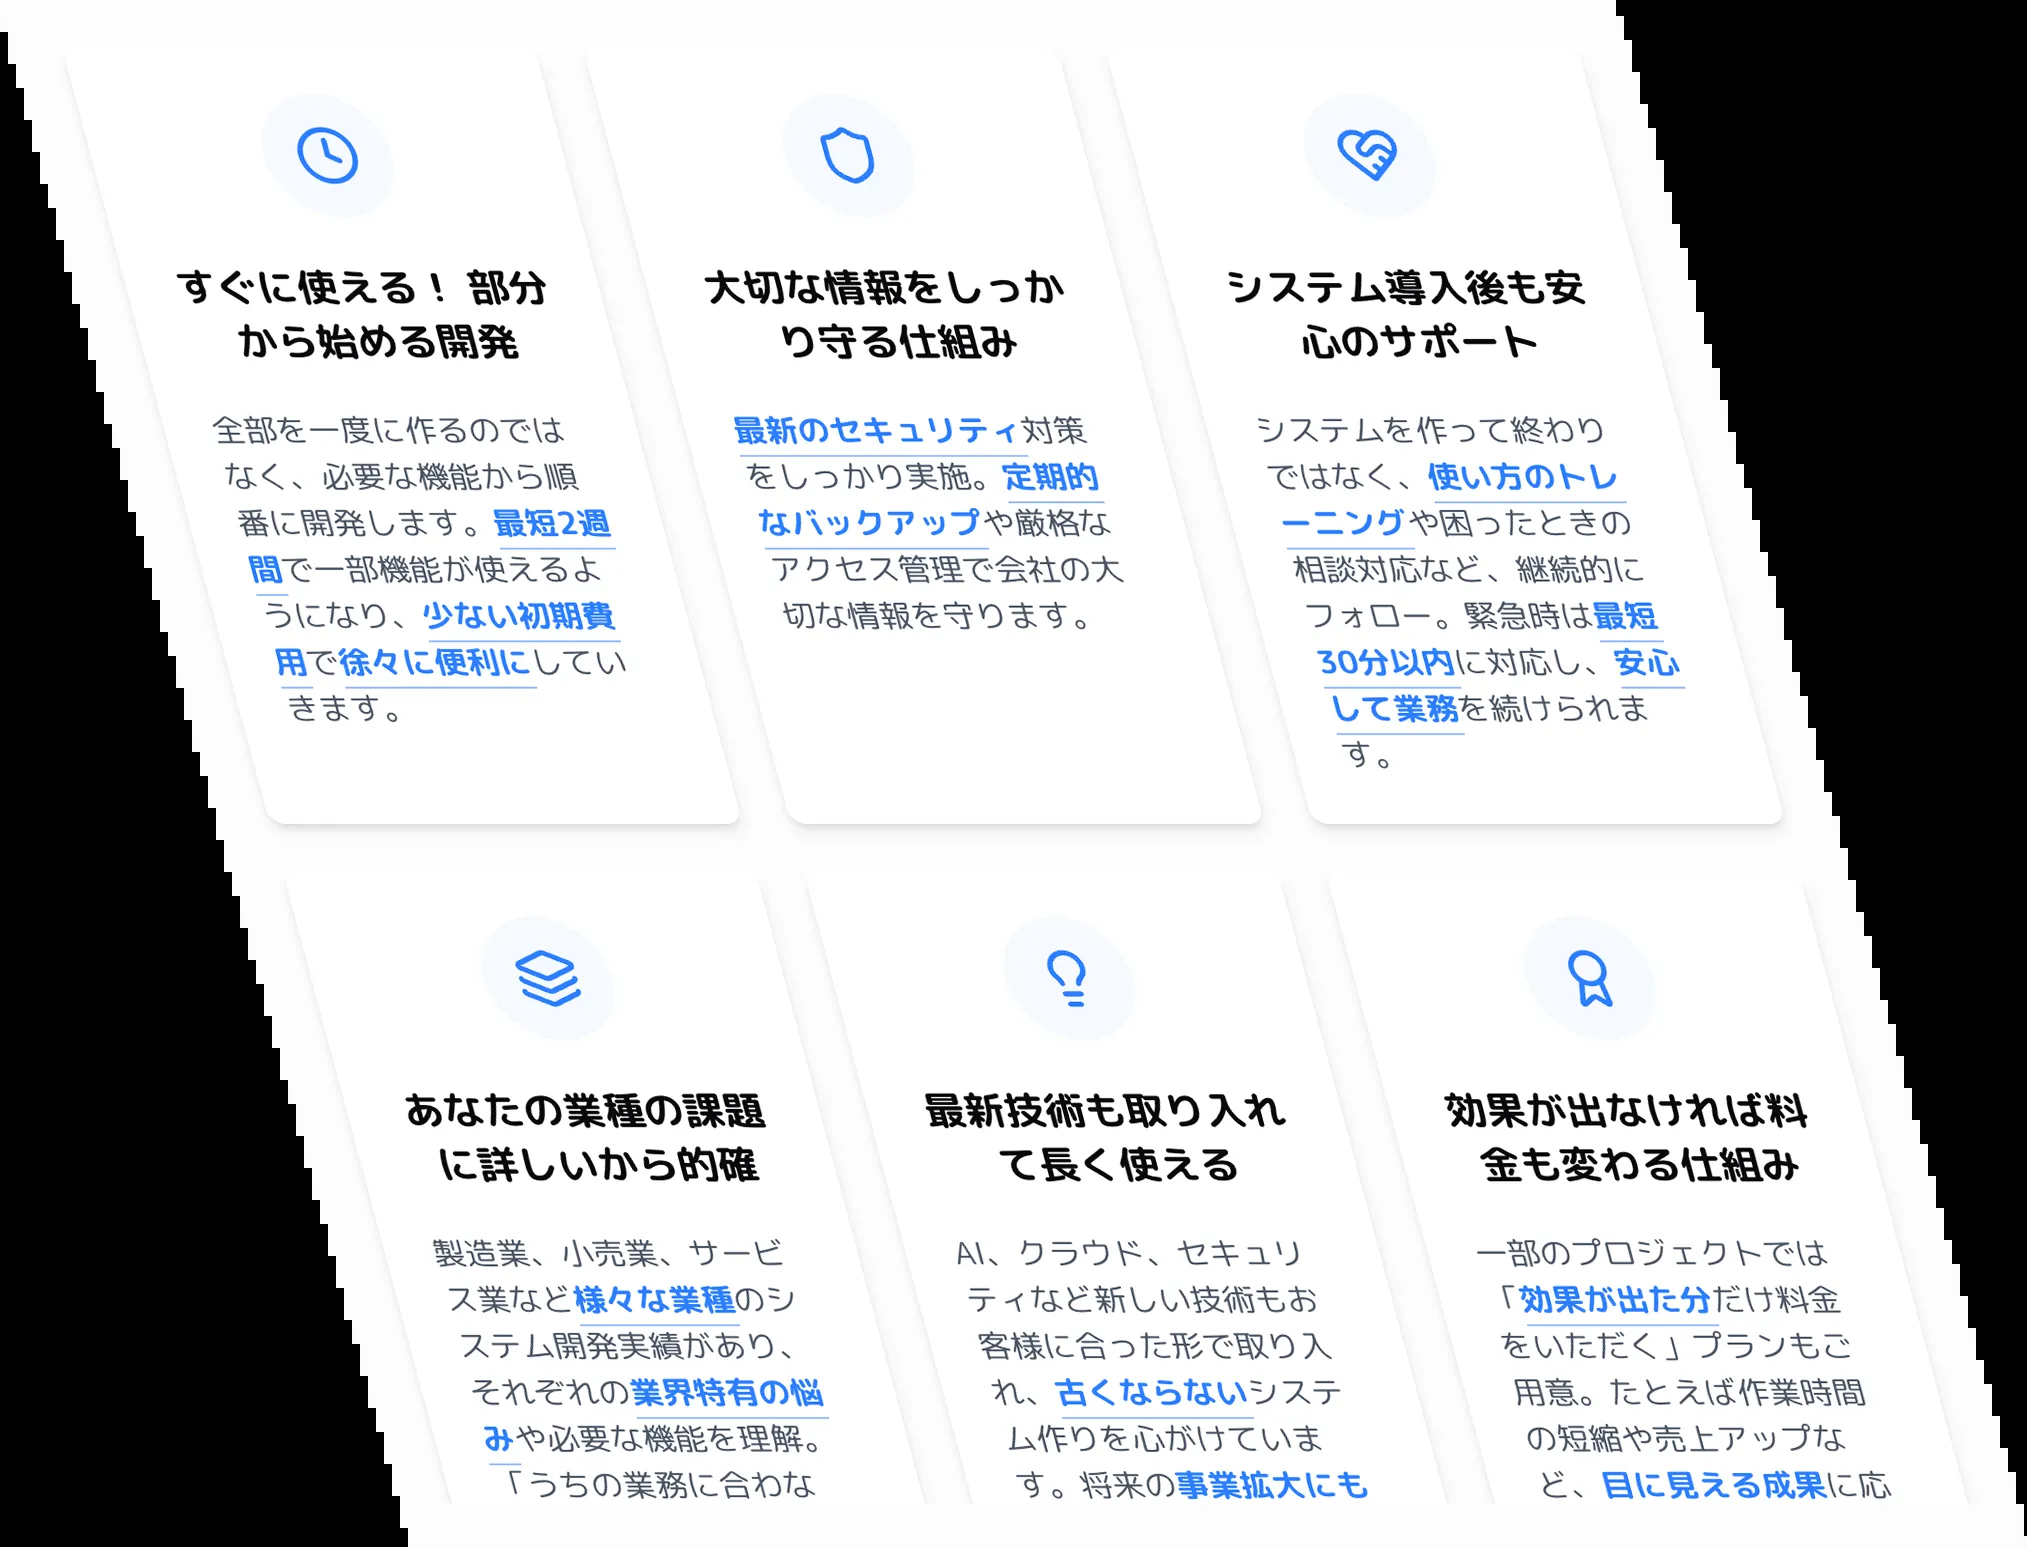 すぐに使える！ 部分
から始める開発
全部を一度に作るのでは
なく、必要な機能から順
番に開発します。最短2週
間で一部機能が使えるよ
うになり、少ない初期費
用で徐々に便利にしてい
きます。
大切な情報をしっか
り守る仕組み
最新のセキュリティ対策
をしっかり実施。定期的
なバックアップや厳格な
アクセス管理で会社の大
切な情報を守ります。
システム導入後も安
心のサポート
システムを作って終わり
ではなく、使い方のトレ
ーニングや困ったときの
相談対応など、継続的に
フォロー。緊急時は最短
30分以内に対応し、安心
して業務を続けられま
す。
あなたの業種の課題
に詳しいから的確
製造業、小売業、サービ
ス業など様々な業種のシ
ステム開発実績があり、
それぞれの業界特有の悩
みや必要な機能を理解。
「うちの業務に合わな
最新技術も取り入れ
て長く使える
AI、クラウド、セキュリ
ティなど新しい技術もお
客様に合った形で取り入
れ、古くならないシステ
ム作りを心がけていま
す。将来の事業拡大にも
効果が出なければ料
金も変わる仕組み
一部のプロジェクトでは
「効果が出た分だけ料金
をいただく」プランもご
用意。たとえば作業時間
の短縮や売上アップな
ど、目に見える成果に応